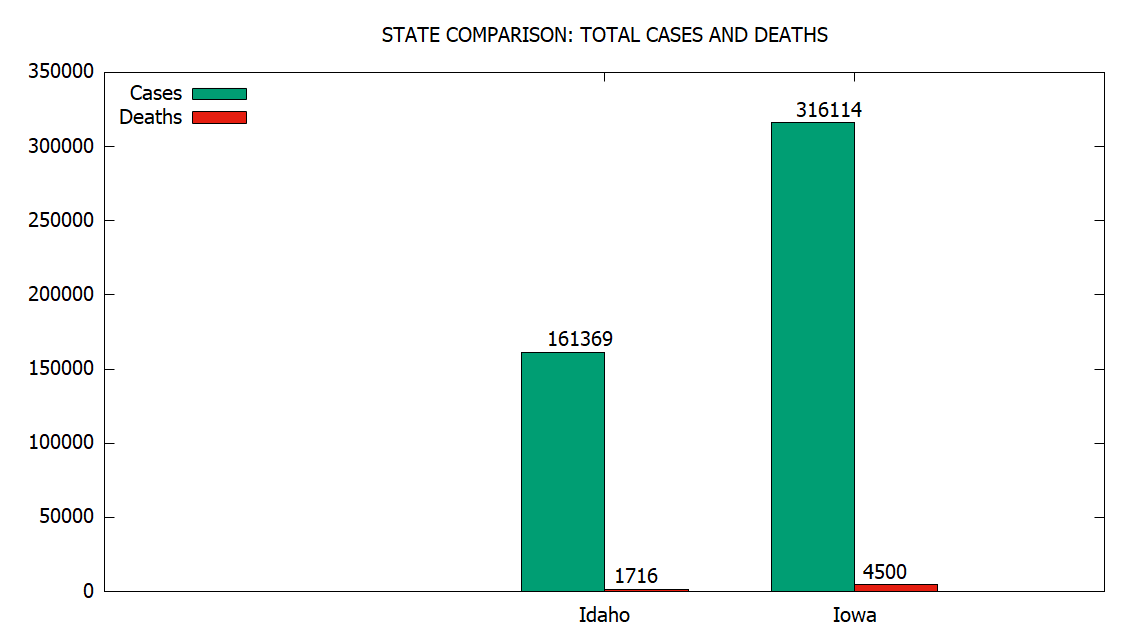 STATE COMPARISON: TOTAL CASES AND DEATHS
350000
Cases
Deaths
316114
300000
250000
200000
161369
150000
100000
50000
1716
4500
0
Idaho
Iowa